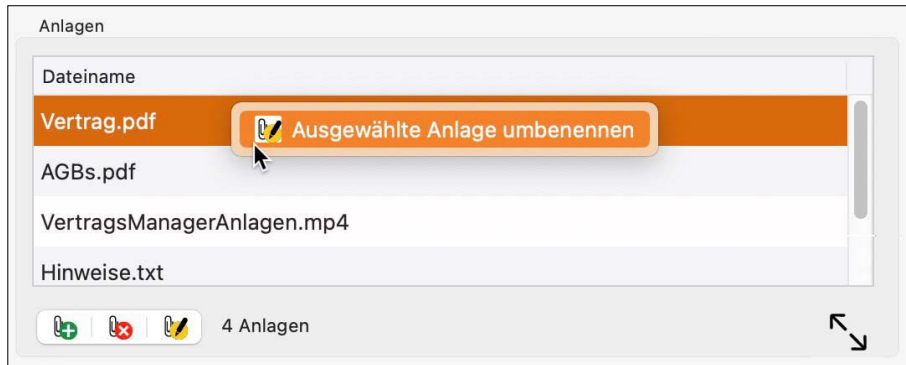 Anlagen
Dateiname
Vertrag.pdf
Ausgewählte Anlage umbenennen
AGBs.pdf
VertragsManagerAnlagen.mp4
Hinweise.txt
4 Anlagen